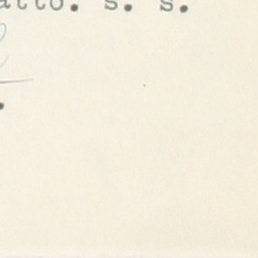 atto. s. s.
.